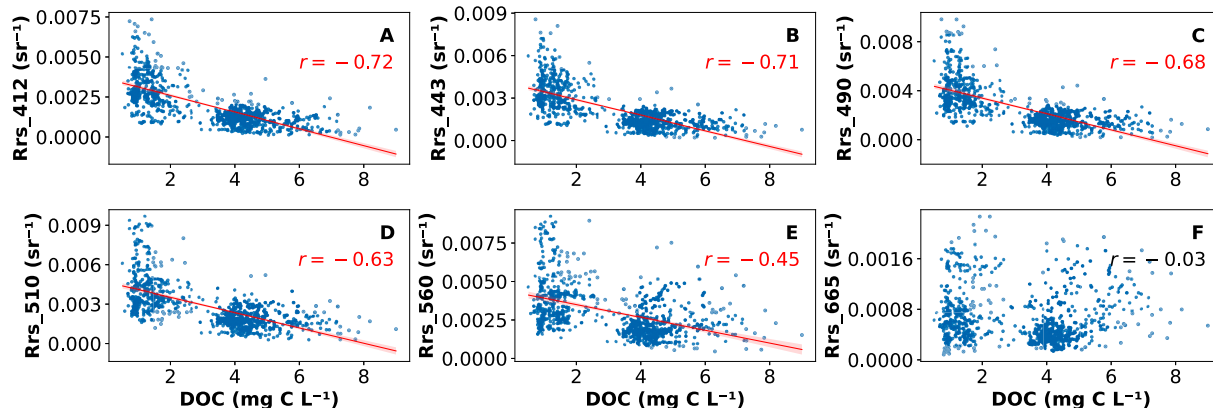 Rrs_412 (sr⁻¹)
0.0075
0.0050
0.0025
0.0000
A
r = −0.72
2 4 6 8
Rrs_443 (sr⁻¹)
0.009
0.006
0.003
0.000
B
r = −0.71
2 4 6 8
Rrs_490 (sr⁻¹)
0.008
0.004
0.000
C
r = −0.68
2 4 6 8
Rrs_510 (sr⁻¹)
0.009
0.006
0.003
0.000
D
r = −0.63
2 4 6 8
DOC (mg C L⁻¹)
Rrs_560 (sr⁻¹)
0.0075
0.0050
0.0025
0.0000
E
r = −0.45
2 4 6 8
DOC (mg C L⁻¹)
Rrs_665 (sr⁻¹)
0.0016
0.0008
0.0000
F
r = −0.03
2 4 6 8
DOC (mg C L⁻¹)